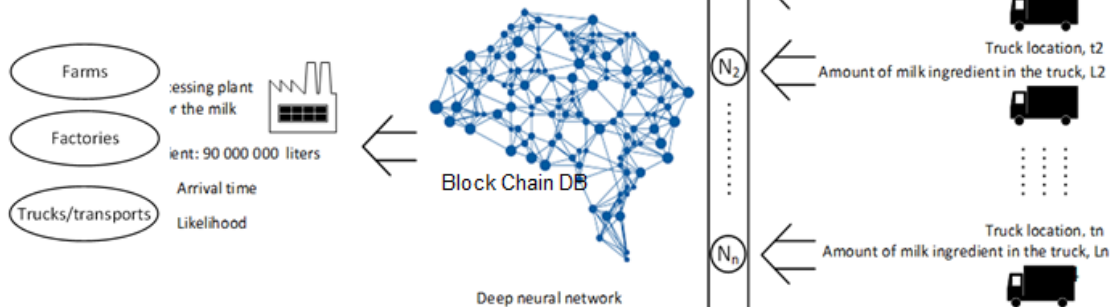 Farms
Factories
Trucks/transports
cessing plant
or the milk
ient: 90 000 000 liters
Arrival time
Likelihood
Block Chain DB
Deep neural network
N2
Nn
Truck location, t2
Amount of milk ingredient in the truck, L2
Truck location, tn
Amount of milk ingredient in the truck, Ln